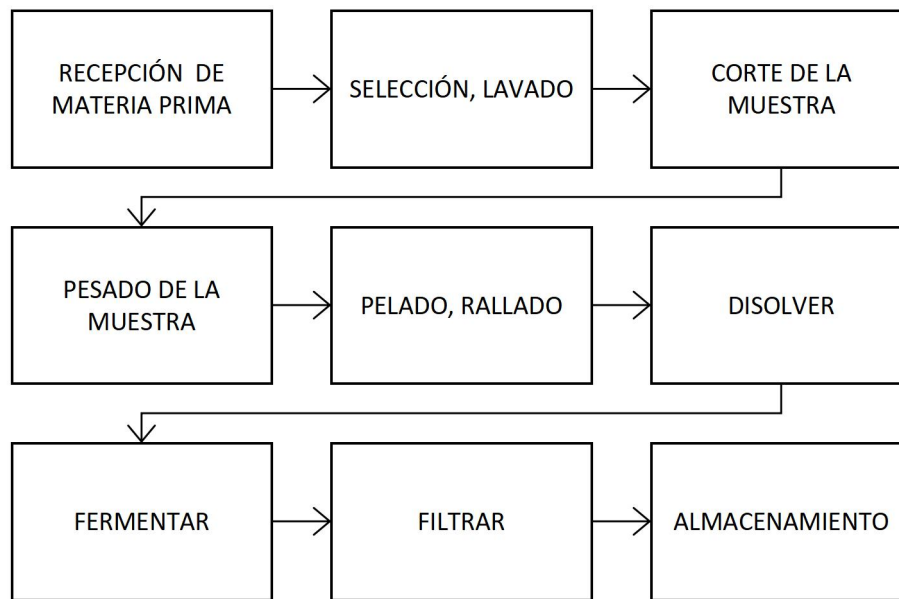 RECEPCIÓN DE
MATERIA PRIMA
SELECCIÓN, LAVADO
CORTE DE LA
MUESTRA
PESADO DE LA
MUESTRA
PELADO, RALLADO
DISOLVER
FERMENTAR
FILTRAR
ALMACENAMIENTO